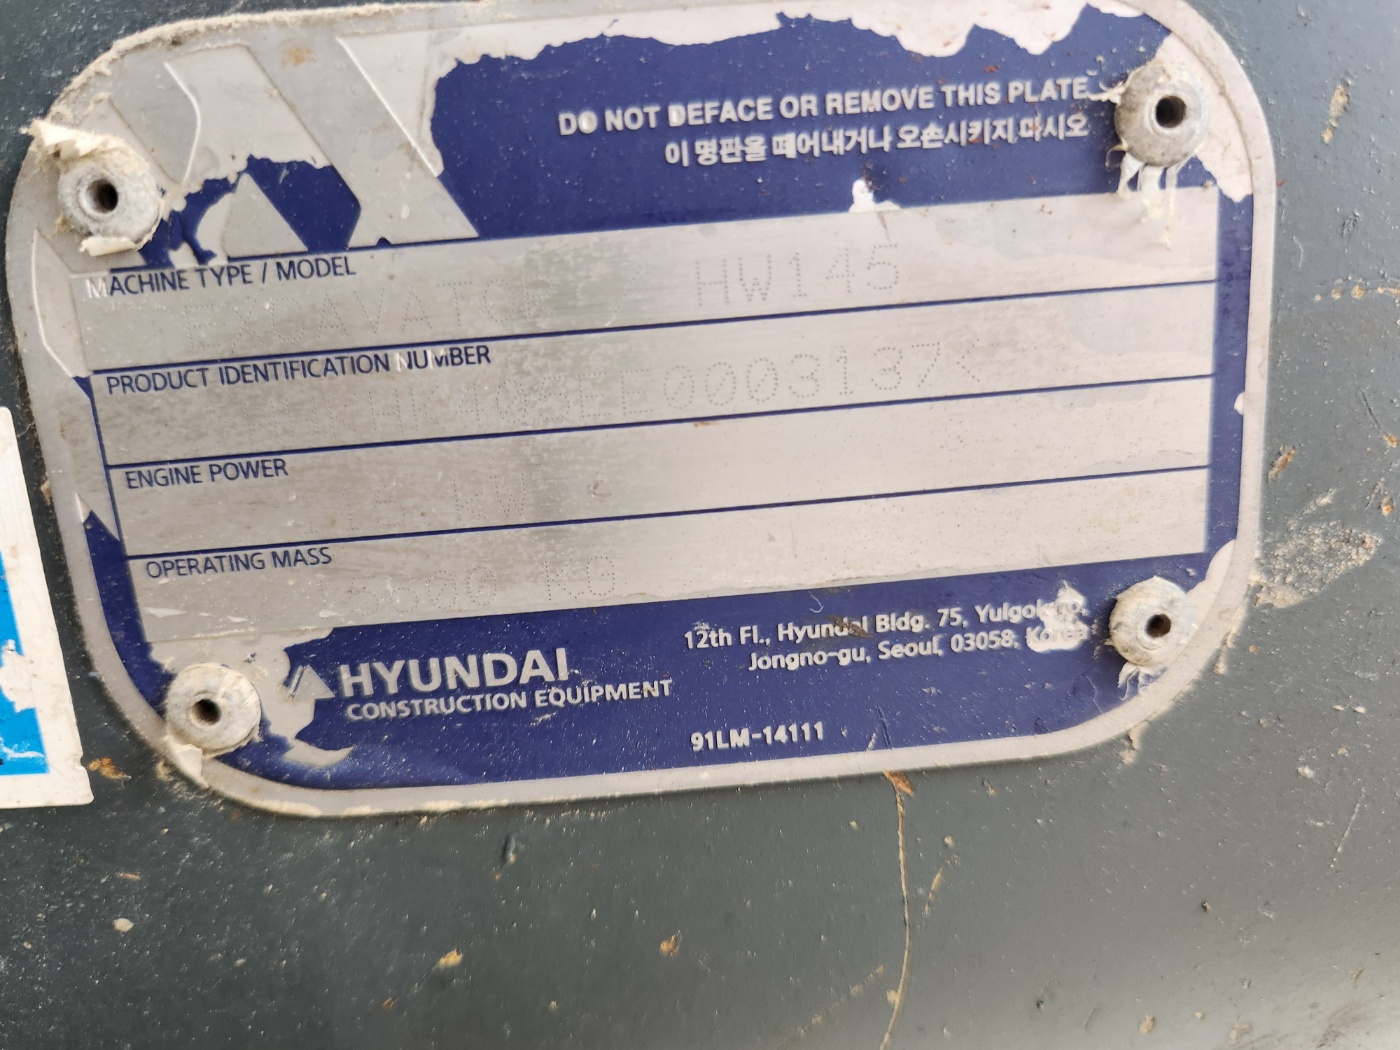 DO NOT DEFACE OR REMOVE THIS PLATE
이 명판을 떼어내거나 오손시키지 마시오
MACHINE TYPE / MODEL
EXCAVATOR HW145
PRODUCT IDENTIFICATION NUMBER
ENGINE POWER
OPERATING MASS
HYUNDAI
CONSTRUCTION EQUIPMENT
12th Fl., Hyundai Bldg. 75,
Jongno-gu, Seoul, 03058, Korea
91LM-14111